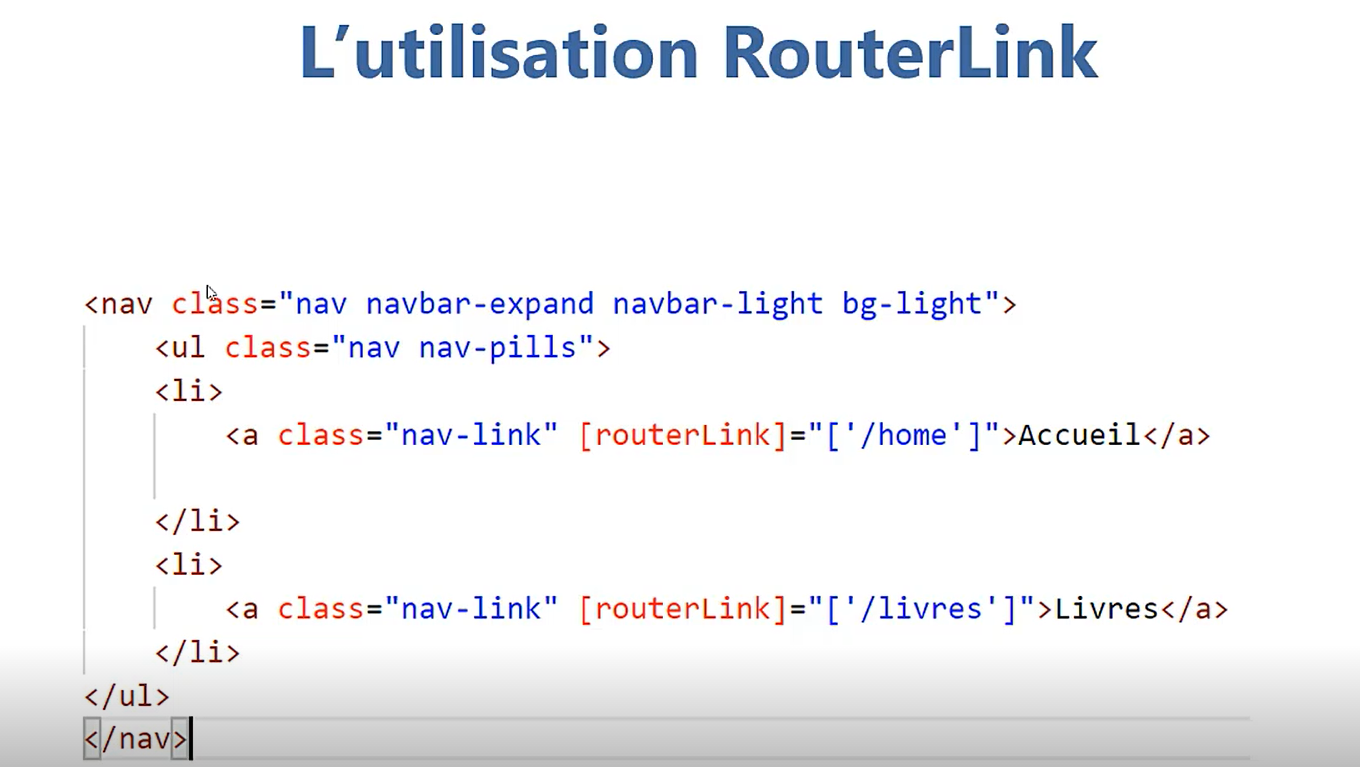 L’utilisation RouterLink
<nav class="nav navbar-expand navbar-light bg-light">
<ul class="nav nav-pills">
<li>
<a class="nav-link" [routerLink]="['/home']">Accueil</a>
</li>
<li>
<a class="nav-link" [routerLink]="['/livres']">Livres</a>
</li>
</ul>
</nav>